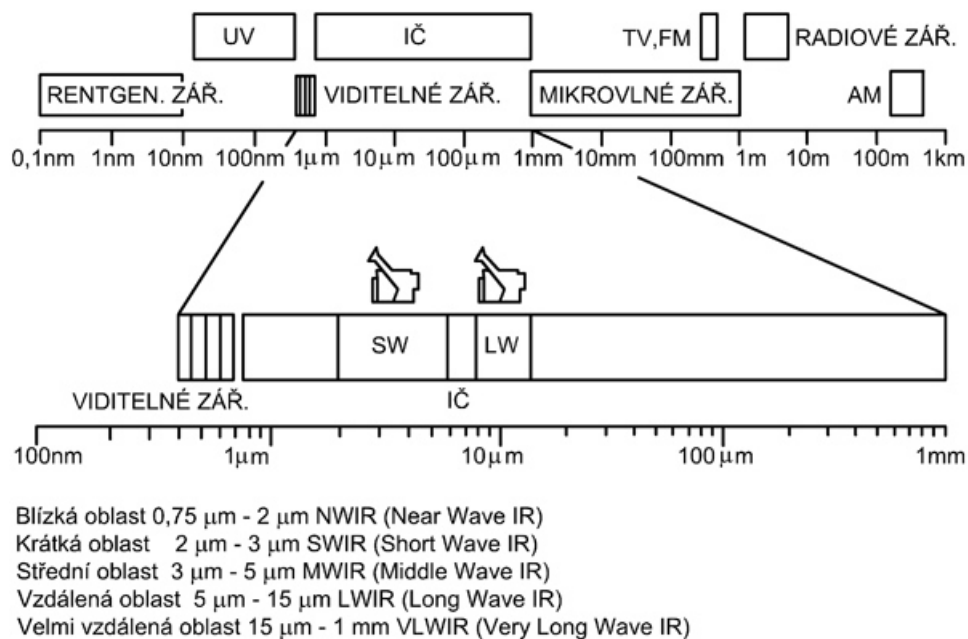 UV IČ TV,FM RADIOVÉ ZÁŘ.
RENTGEN. ZÁŘ. VIDITELNÉ ZÁŘ. MIKROVLNÉ ZÁŘ. AM
0,1nm 1nm 10nm 100nm 1μm 10μm 100μm 1mm 10mm 100mm 1m 10m 100m 1km
SW LW
VIDITELNÉ ZÁŘ. IČ
100nm 1μm 10μm 100μm 1mm
Blízká oblast 0,75 μm - 2 μm NWIR (Near Wave IR)
Krátká oblast 2 μm - 3 μm SWIR (Short Wave IR)
Střední oblast 3 μm - 5 μm MWIR (Middle Wave IR)
Vzdálená oblast 5 μm - 15 μm LWIR (Long Wave IR)
Velmi vzdálená oblast 15 μm - 1 mm VLWIR (Very Long Wave IR)